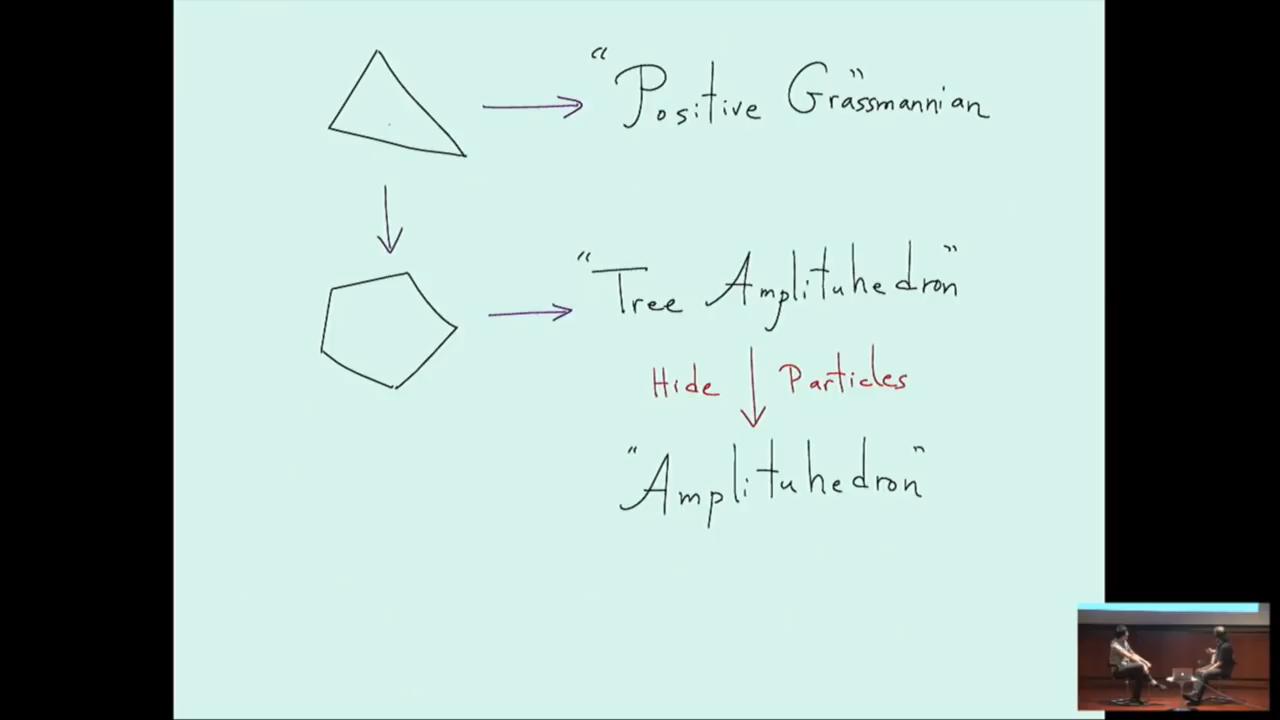 “Positive Grassmannian”
“Tree Amplituhedron”
Hide Particles
“Amplituhedron”